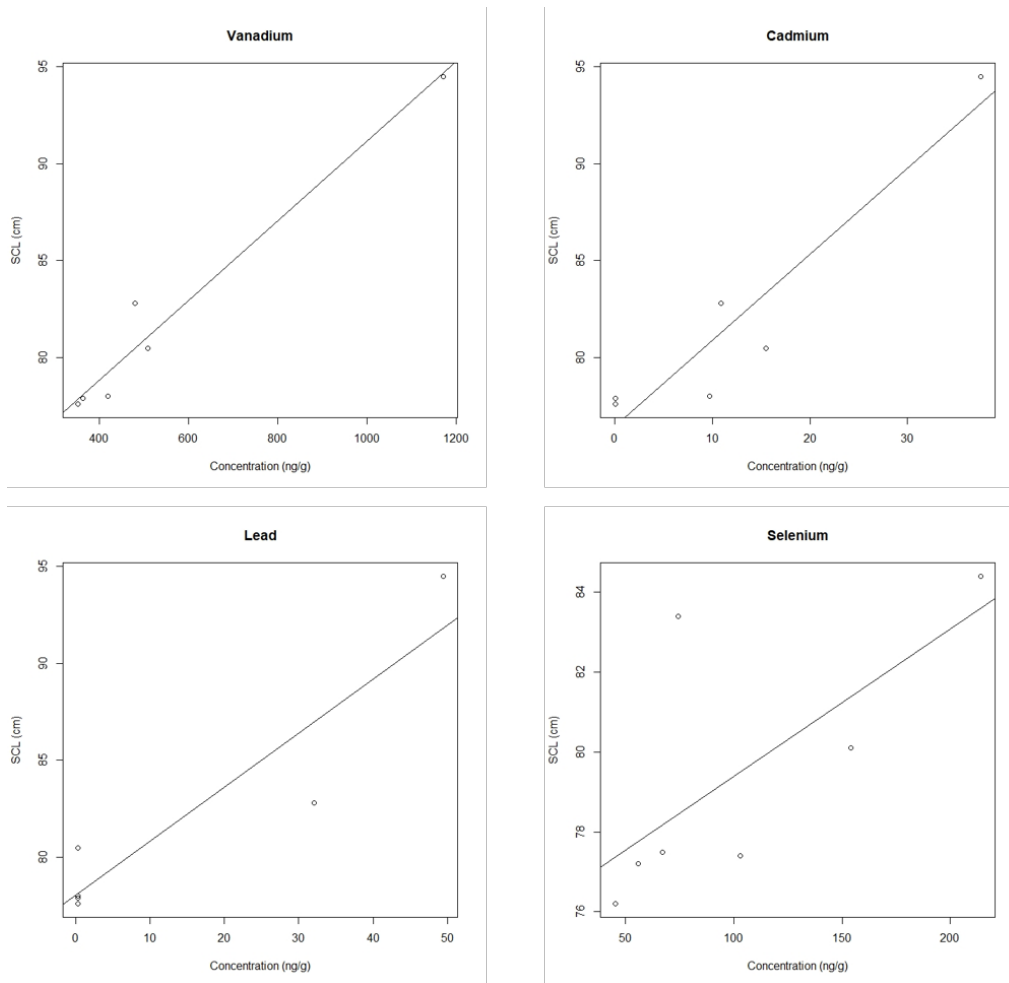 Vanadium
SCL (cm)
95
90
85
80
400 600 800 1000 1200
Concentration (ng/g)
Cadmium
SCL (cm)
95
90
85
80
0 10 20 30
Concentration (ng/g)
Lead
SCL (cm)
95
90
85
80
0 10 20 30 40 50
Concentration (ng/g)
Selenium
SCL (cm)
84
82
80
78
76
50 100 150 200
Concentration (ng/g)